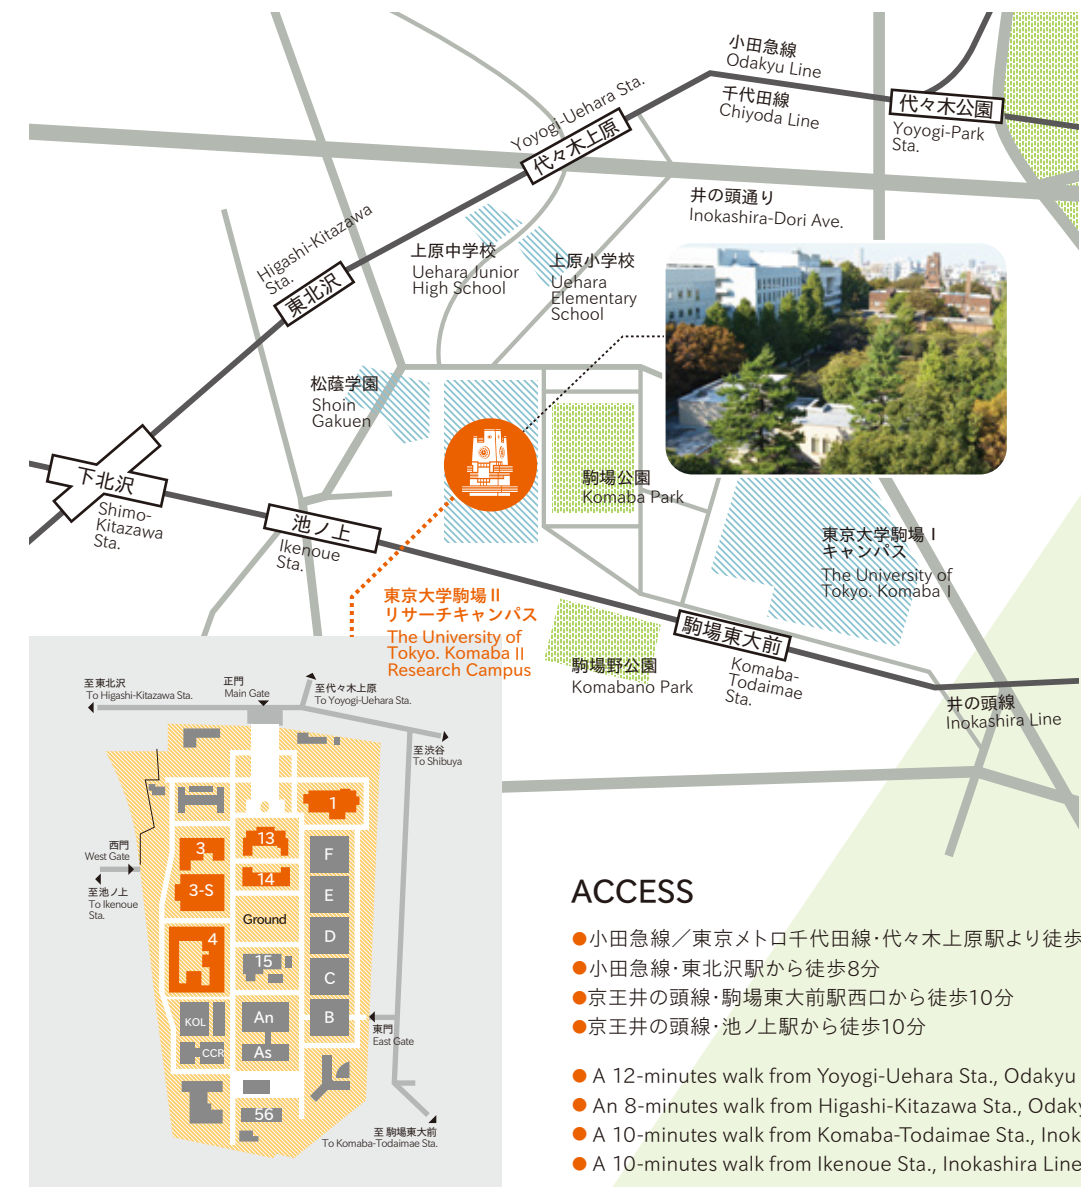 小田急線
Odakyu Line
千代田線
Chiyoda Line
代々木公園
Yoyogi-Park
Sta.
Yoyogi-Uehara Sta.
代々木上原
井の頭通り
Inokashira-Dori Ave.
Higashi-Kitazawa
Sta.
東北沢
上原中学校
Uehara Junior
High School
上原小学校
Uehara
Elementary
School
松蔭学園
Shoin
Gakuen
下北沢
Shimo-
Kitazawa
Sta.
池ノ上
Ikenoue
Sta.
駒場公園
Komaba Park
東京大学駒場 I
キャンパス
The University of
Tokyo. Komaba I
東京大学駒場 II
リサーチキャンパス
The University of
Tokyo. Komaba II
Research Campus
駒場野公園
Komabano Park
駒場東大前
Komaba-
Todaimae
Sta.
井の頭線
Inokashira Line
至東北沢
To Higashi-Kitazawa Sta.
正門
Main Gate
至代々木上原
To Yoyogi-Uehara Sta.
至渋谷
To Shibuya
西門
West Gate
至池ノ上
To Ikenoue
Sta.
1
13
3
14
3-S
F
E
Ground
D
4
15
C
KOL
An
B
CCR
As
56
東門
East Gate
至 駒場東大前
To Komaba-Todaimae Sta.
ACCESS
●小田急線／東京メトロ千代田線・代々木上原駅より徒歩
●小田急線・東北沢駅から徒歩8分
●京王井の頭線・駒場東大前駅西口から徒歩10分
●京王井の頭線・池ノ上駅から徒歩10分
● A 12-minutes walk from Yoyogi-Uehara Sta., Odakyu
● An 8-minutes walk from Higashi-Kitazawa Sta., Odaky
● A 10-minutes walk from Komaba-Todaimae Sta., Inok
● A 10-minutes walk from Ikenoue Sta., Inokashira Line